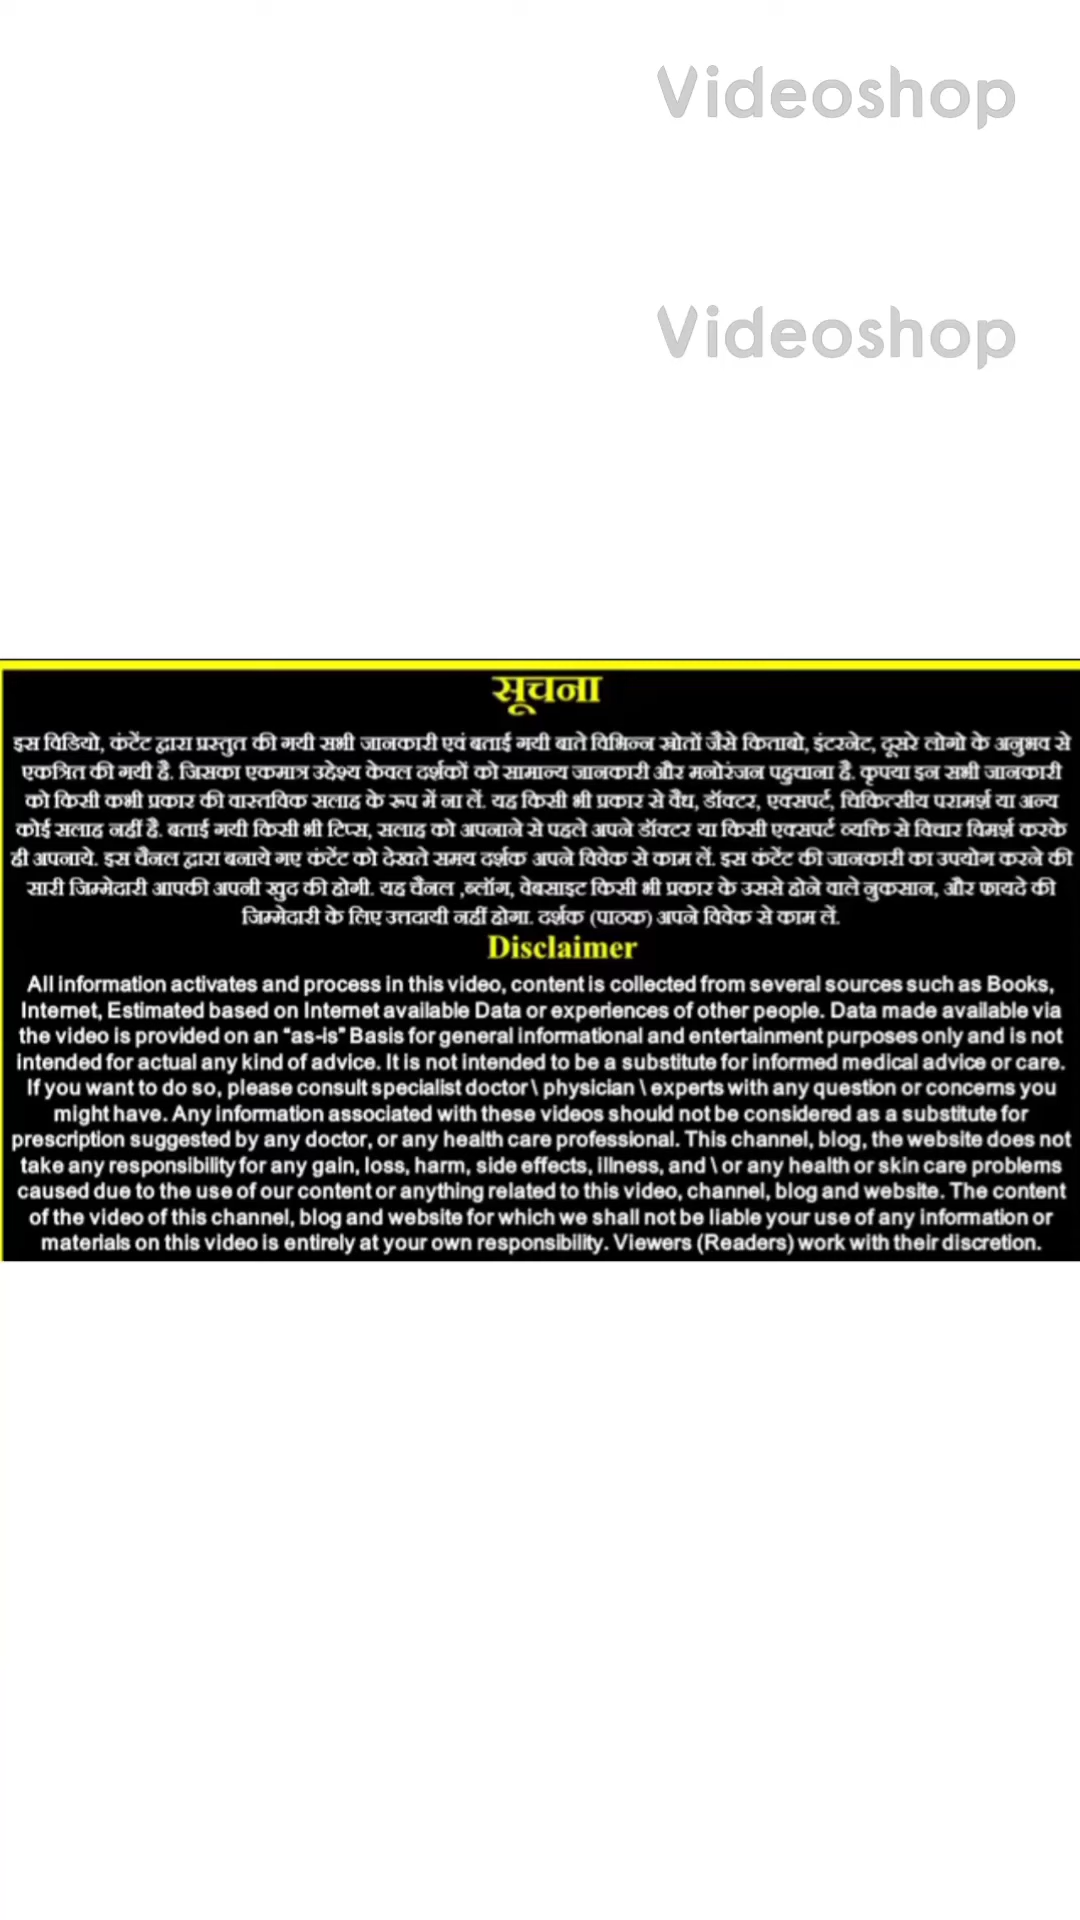 Videoshop
Videoshop
सूचना
इस विडियो, कंटेंट द्वारा प्रस्तुत की गयी सभी जानकारी एवं बताई गयी बाते विभिन्न स्रोतों जैसे किताबो, इंटरनेट, दूसरे लोगो के अनुभव से
एकत्रित की गयी है. जिसका एकमात्र उद्देश्य केवल दर्शकों को सामान्य जानकारी और मनोरंजन पहुचाना है. कृपया इन सभी जानकारी
को किसी कभी प्रकार की वास्तविक सलाह के रूप में ना लें. यह किसी भी प्रकार से वैध, डॉक्टर, एक्सपर्ट, चिकित्सीय परामर्श या अन्य
कोई सलाह नहीं है. बताई गयी किसी भी टिप्स, सलाह को अपनाने से पहले अपने डॉक्टर या किसी एक्सपर्ट व्यक्ति से विचार विमर्श करके
ही अपनाये. इस चैनल द्वारा बनाये गए कंटेंट को देखते समय दर्शक अपने विवेक से काम लें. इस कंटेंट की जानकारी का उपयोग करने की
सारी जिम्मेदारी आपकी अपनी खुद की होगी. यह चैनल ,ब्लॉग, वेबसाइट किसी भी प्रकार के उससे होने वाले नुकसान, और फायदे की
जिम्मेदारी के लिए उत्तदायी नहीं होगा. दर्शक (पाठक) अपने विवेक से काम लें.
Disclaimer
All information activates and process in this video, content is collected from several sources such as Books,
Internet, Estimated based on Internet available Data or experiences of other people. Data made available via
the video is provided on an “as-is” Basis for general informational and entertainment purposes only and is not
intended for actual any kind of advice. It is not intended to be a substitute for informed medical advice or care.
If you want to do so, please consult specialist doctor \ physician \ experts with any question or concerns you
might have. Any information associated with these videos should not be considered as a substitute for
prescription suggested by any doctor, or any health care professional. This channel, blog, the website does not
take any responsibility for any gain, loss, harm, side effects, illness, and \ or any health or skin care problems
caused due to the use of our content or anything related to this video, channel, blog and website. The content
of the video of this channel, blog and website for which we shall not be liable your use of any information or
materials on this video is entirely at your own responsibility. Viewers (Readers) work with their discretion.